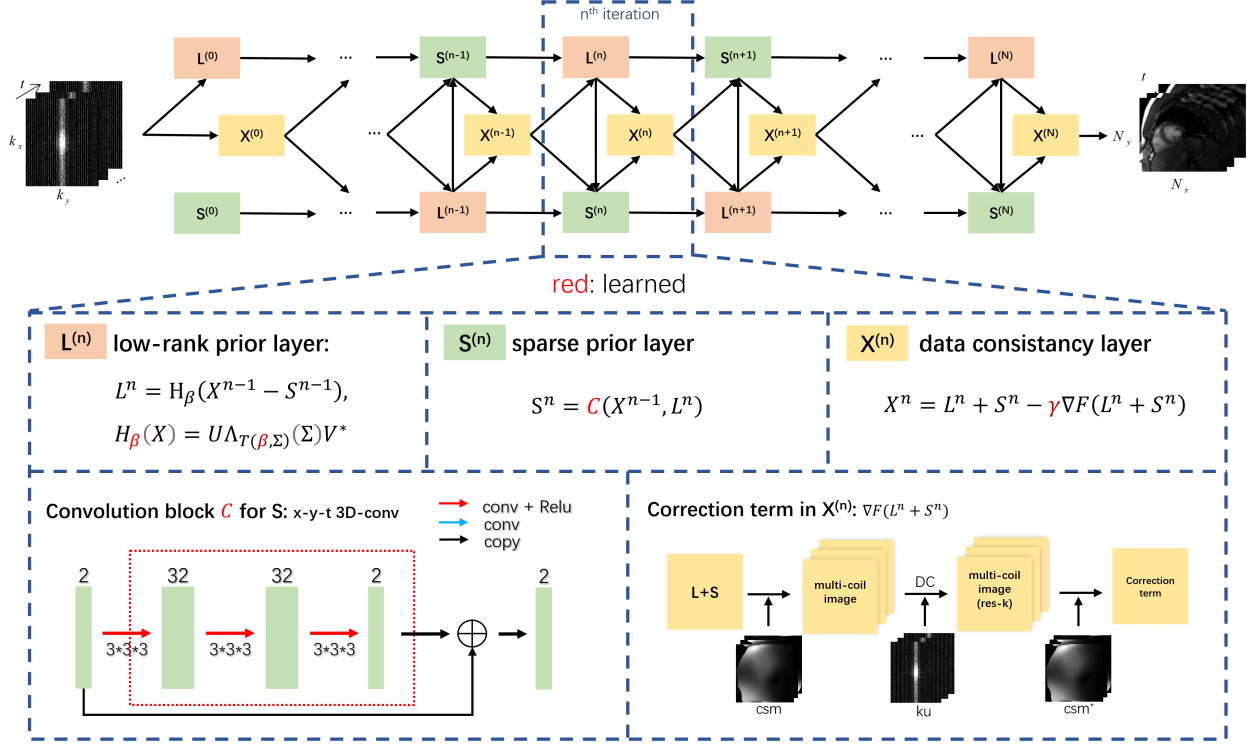 nth iteration
L(0) ... S(n-1) L(n) S(n+1) ... L(N)
t
t
kx
X(0) ... X(n-1) X(n) X(n+1) ... X(N)
Ny
...
ky
Nx
S(0) ... L(n-1) S(n) L(n+1) ... S(N)
red: learned
L(n) low-rank prior layer:
Lⁿ = Hβ(Xⁿ⁻¹ − Sⁿ⁻¹),
Hβ(X) = UΛT(β,Σ)(Σ)V*
S(n) sparse prior layer
Sⁿ = C(Xⁿ⁻¹, Lⁿ)
X(n) data consistancy layer
Xⁿ = Lⁿ + Sⁿ − γ∇F(Lⁿ + Sⁿ)
Convolution block C for S: x-y-t 3D-conv
conv + Relu
conv
copy
2 32 32 2 2
3*3*3 3*3*3 3*3*3
Correction term in X(n): ∇F(Lⁿ + Sⁿ)
L+S
multi-coil
image
DC
multi-coil
image
(res-k)
Correction
term
csm
ku
csm*